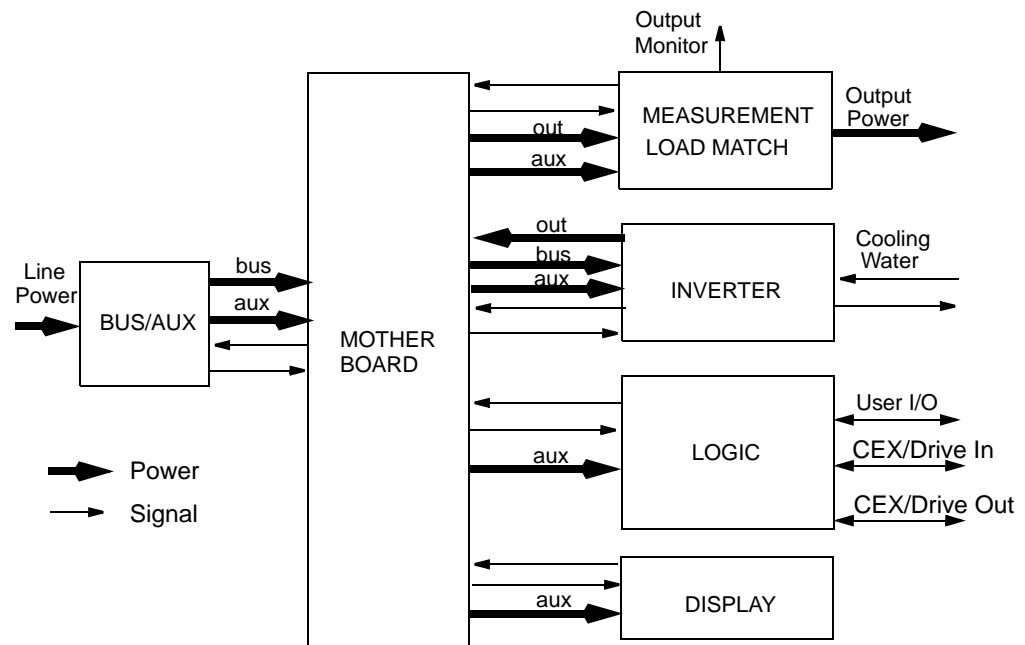 Output
Monitor
MEASUREMENT
LOAD MATCH
Output
Power
out
aux
out
bus
aux
INVERTER
Cooling
Water
Line
Power
bus
aux
BUS/AUX
MOTHER
BOARD
User I/O
CEX/Drive In
CEX/Drive Out
LOGIC
aux
Power
Signal
aux
DISPLAY